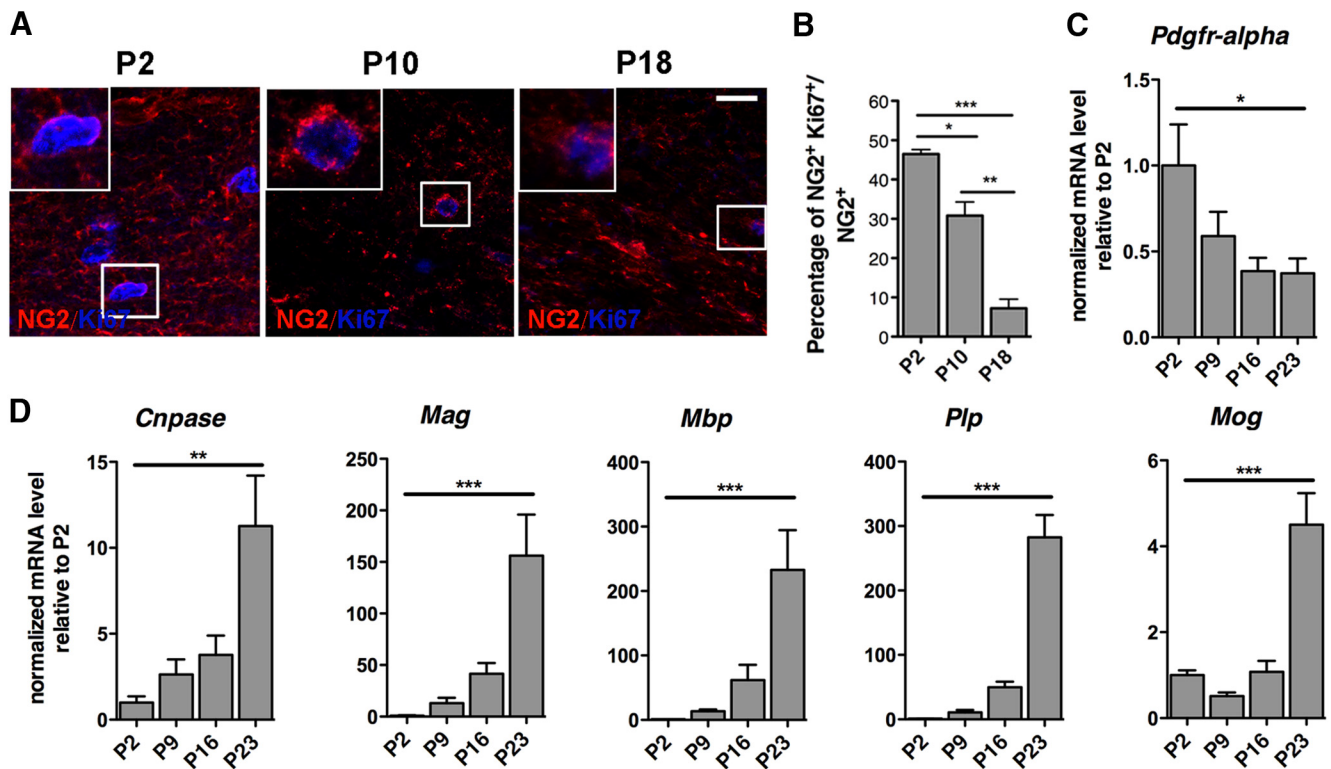 A
P2
P10
P18
NG2/Ki67
NG2/Ki67
NG2/Ki67
B
Percentage of NG2+ Ki67+/
NG2+
60
50
40
30
20
10
0
***
*
**
P2
P10
P18
C
Pdgfr-alpha
normalized mRNA level
relative to P2
1.5
1.0
0.5
0.0
*
P2
P9
P16
P23
D
Cnpase
normalized mRNA level
relative to P2
15
10
5
0
**
P2
P9
P16
P23
Mag
250
200
150
100
50
0
***
P2
P9
P16
P23
Mbp
400
300
200
100
0
***
P2
P9
P16
P23
Plp
400
300
200
100
0
***
P2
P9
P16
P23
Mog
6
4
2
0
***
P2
P9
P16
P23